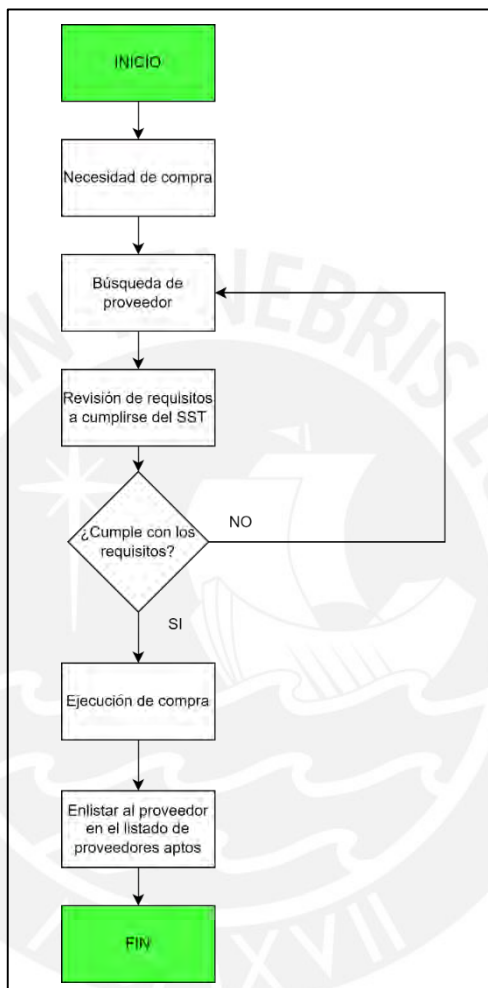 INICIO
Necesidad de compra
Búsqueda de
proveedor
Revisión de requisitos
a cumplirse del SST
¿Cumple con los
requisitos?
NO
SI
Ejecución de compra
Enlistar al proveedor
en el listado de
proveedores aptos
FIN